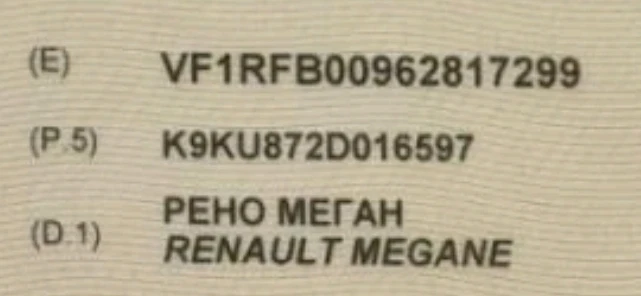 (E) VF1RFB00962817299
(P.5) K9KU872D016597
(D.1) РЕНО МЕГАН
RENAULT MEGANE